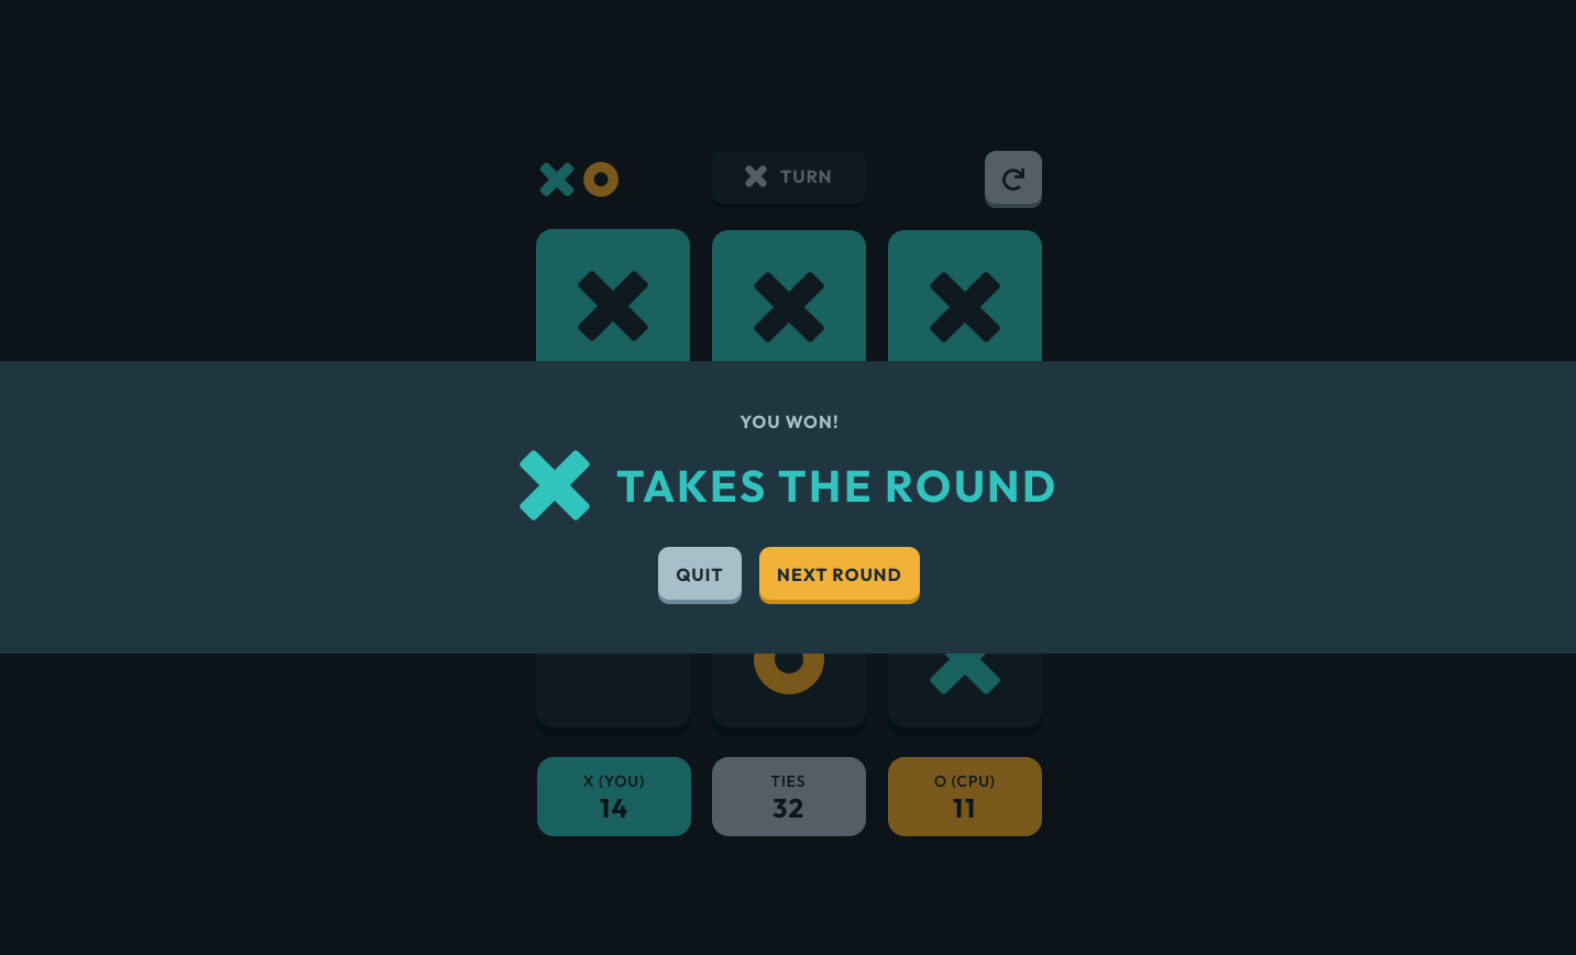 TURN
YOU WON!
TAKES THE ROUND
QUIT
NEXT ROUND
X (YOU)
14
TIES
32
O (CPU)
11